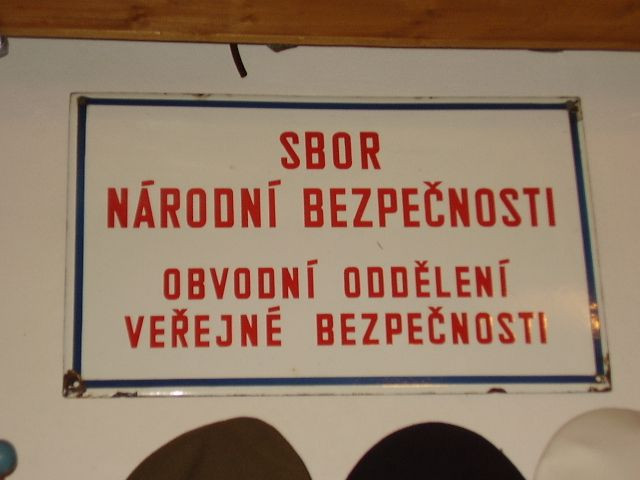 SBOR
NÁRODNÍ BEZPEČNOSTI
OBVODNÍ ODDĚLENÍ
VEŘEJNÉ BEZPEČNOSTI